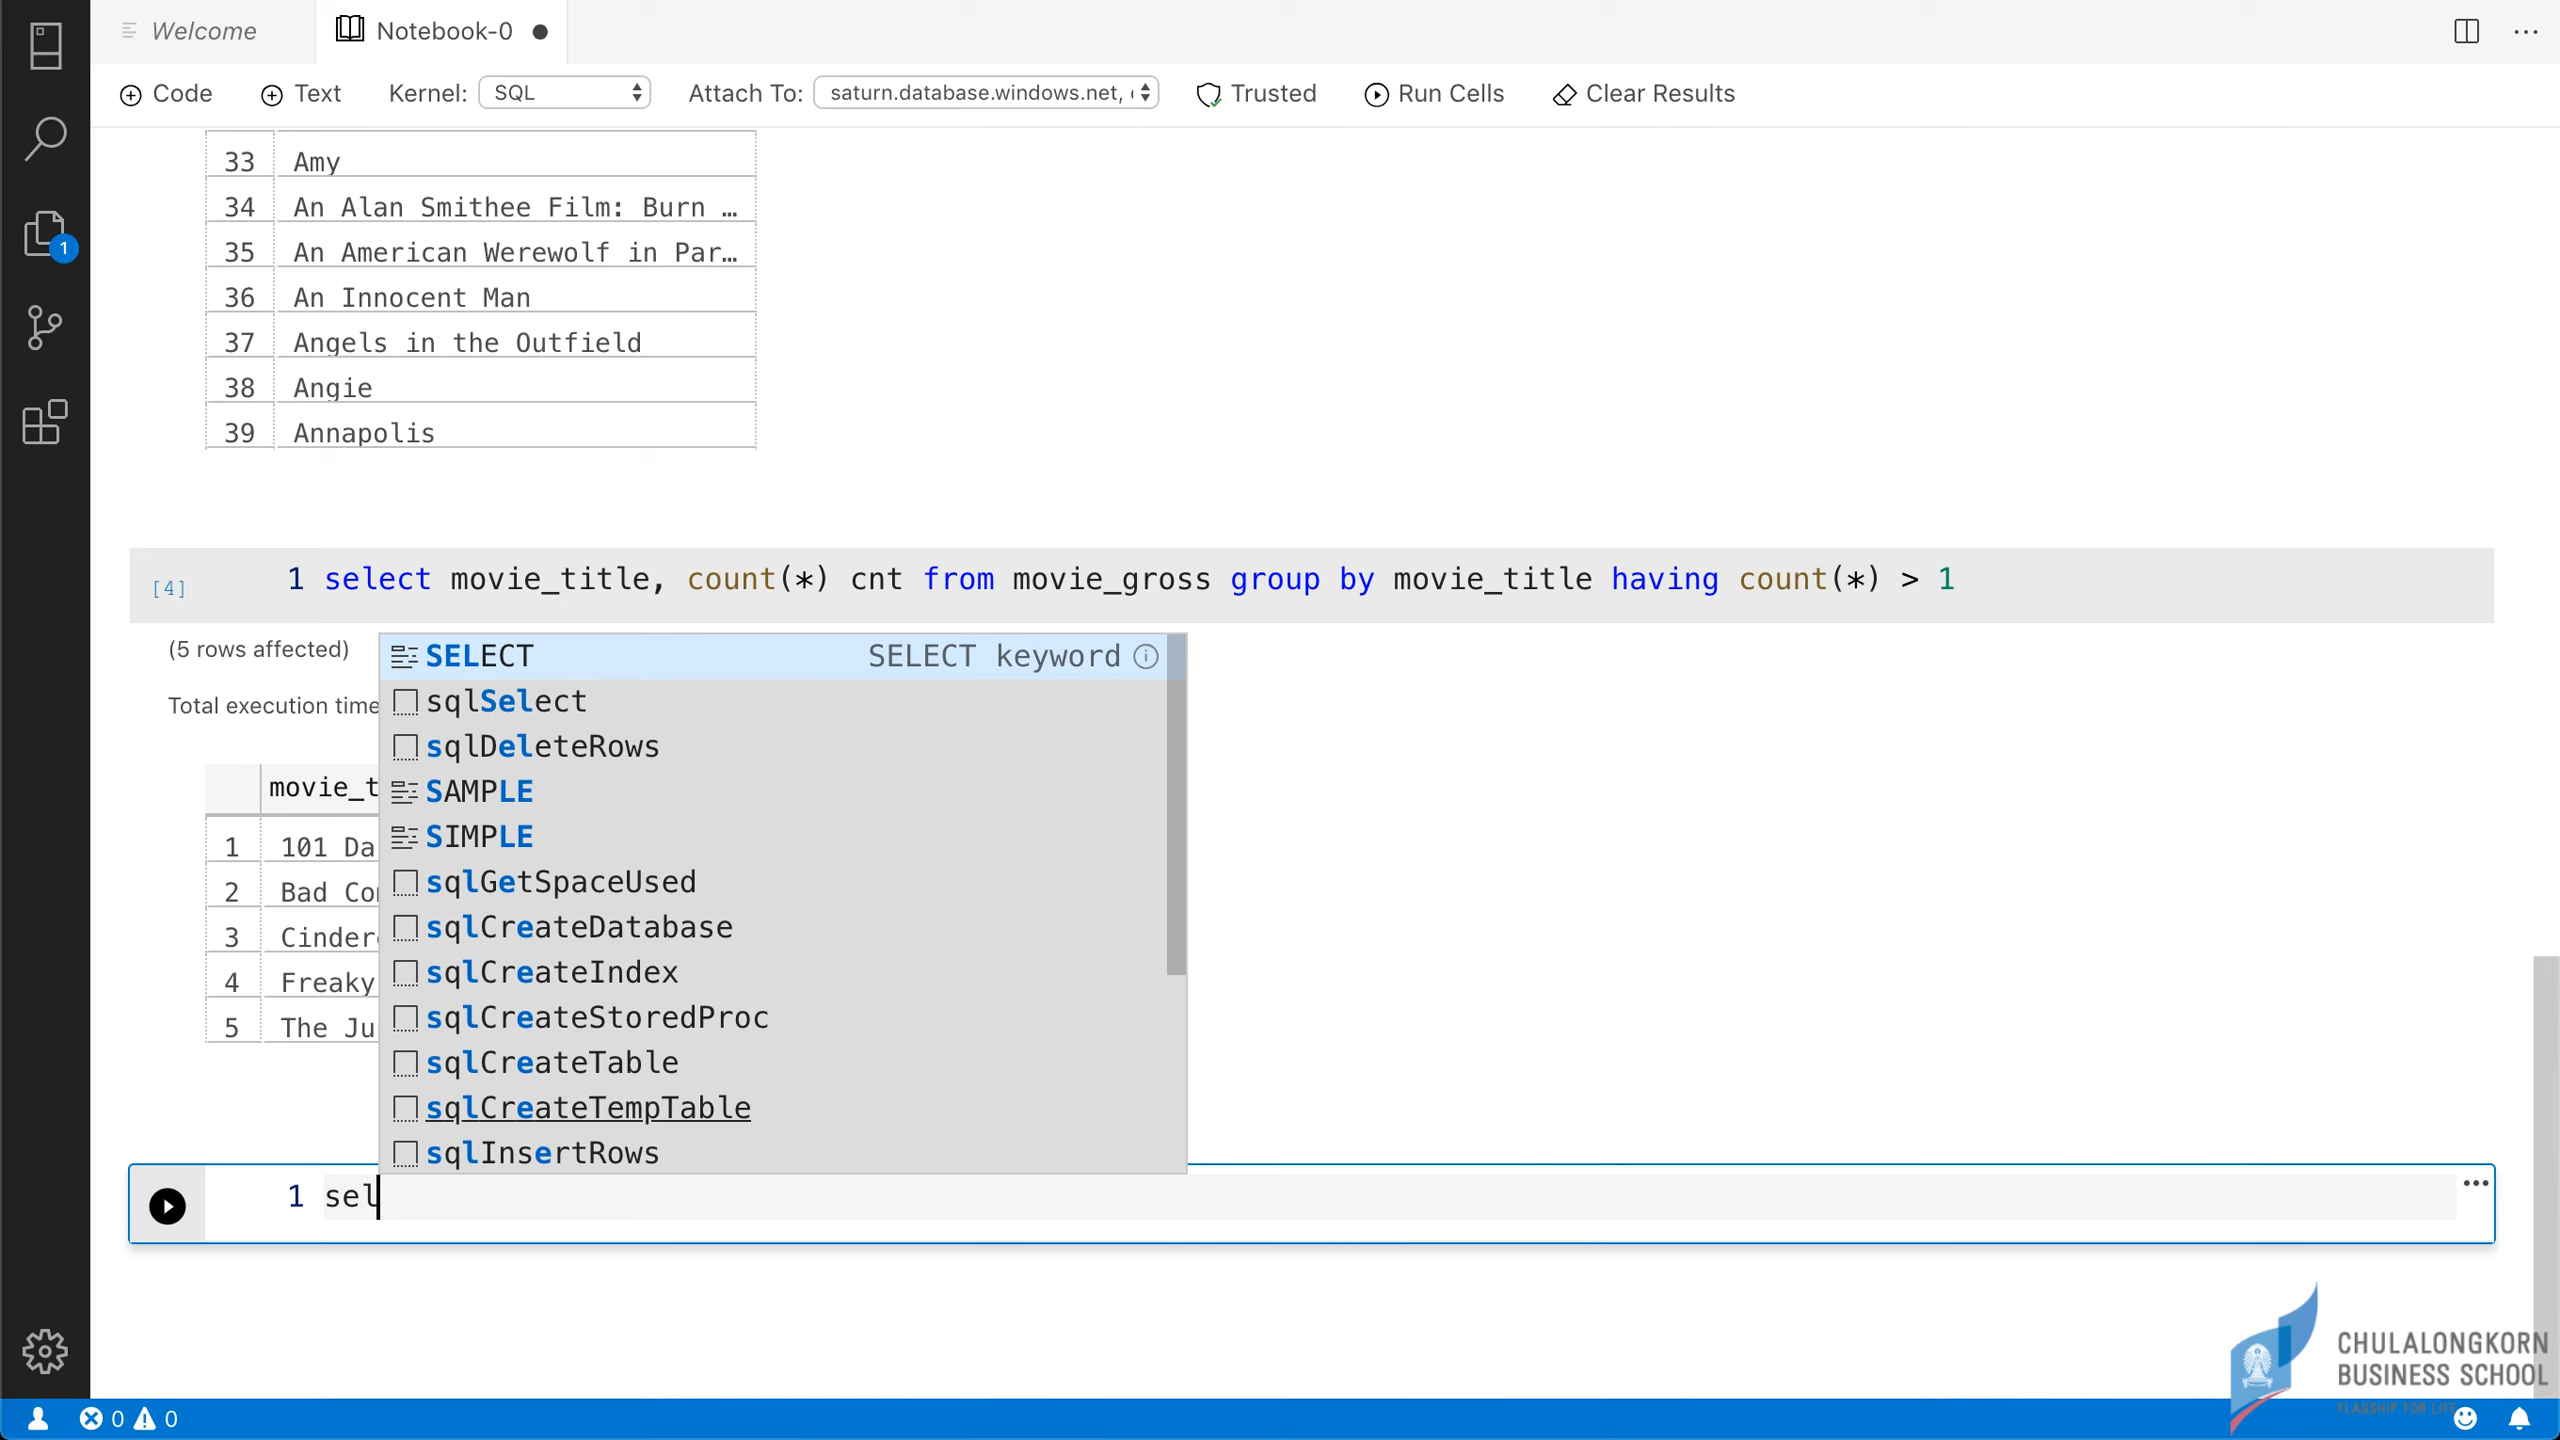 Welcome
Notebook-0
Code Text Kernel: SQL Attach To: saturn.database.windows.net, Trusted Run Cells Clear Results
33 Amy
34 An Alan Smithee Film: Burn …
35 An American Werewolf in Par…
36 An Innocent Man
37 Angels in the Outfield
38 Angie
39 Annapolis
1
[4] 1 select movie_title, count(*) cnt from movie_gross group by movie_title having count(*) > 1
(5 rows affected)
Total execution time
movie_t
1 101 Da
2 Bad Co
3 Cinder
4 Freaky
5 The Ju
SELECT SELECT keyword
sqlSelect
sqlDeleteRows
SAMPLE
SIMPLE
sqlGetSpaceUsed
sqlCreateDatabase
sqlCreateIndex
sqlCreateStoredProc
sqlCreateTable
sqlCreateTempTable
sqlInsertRows
1 sel
CHULALONGKORN
BUSINESS SCHOOL
FLAGSHIP FOR LIFE
0 0